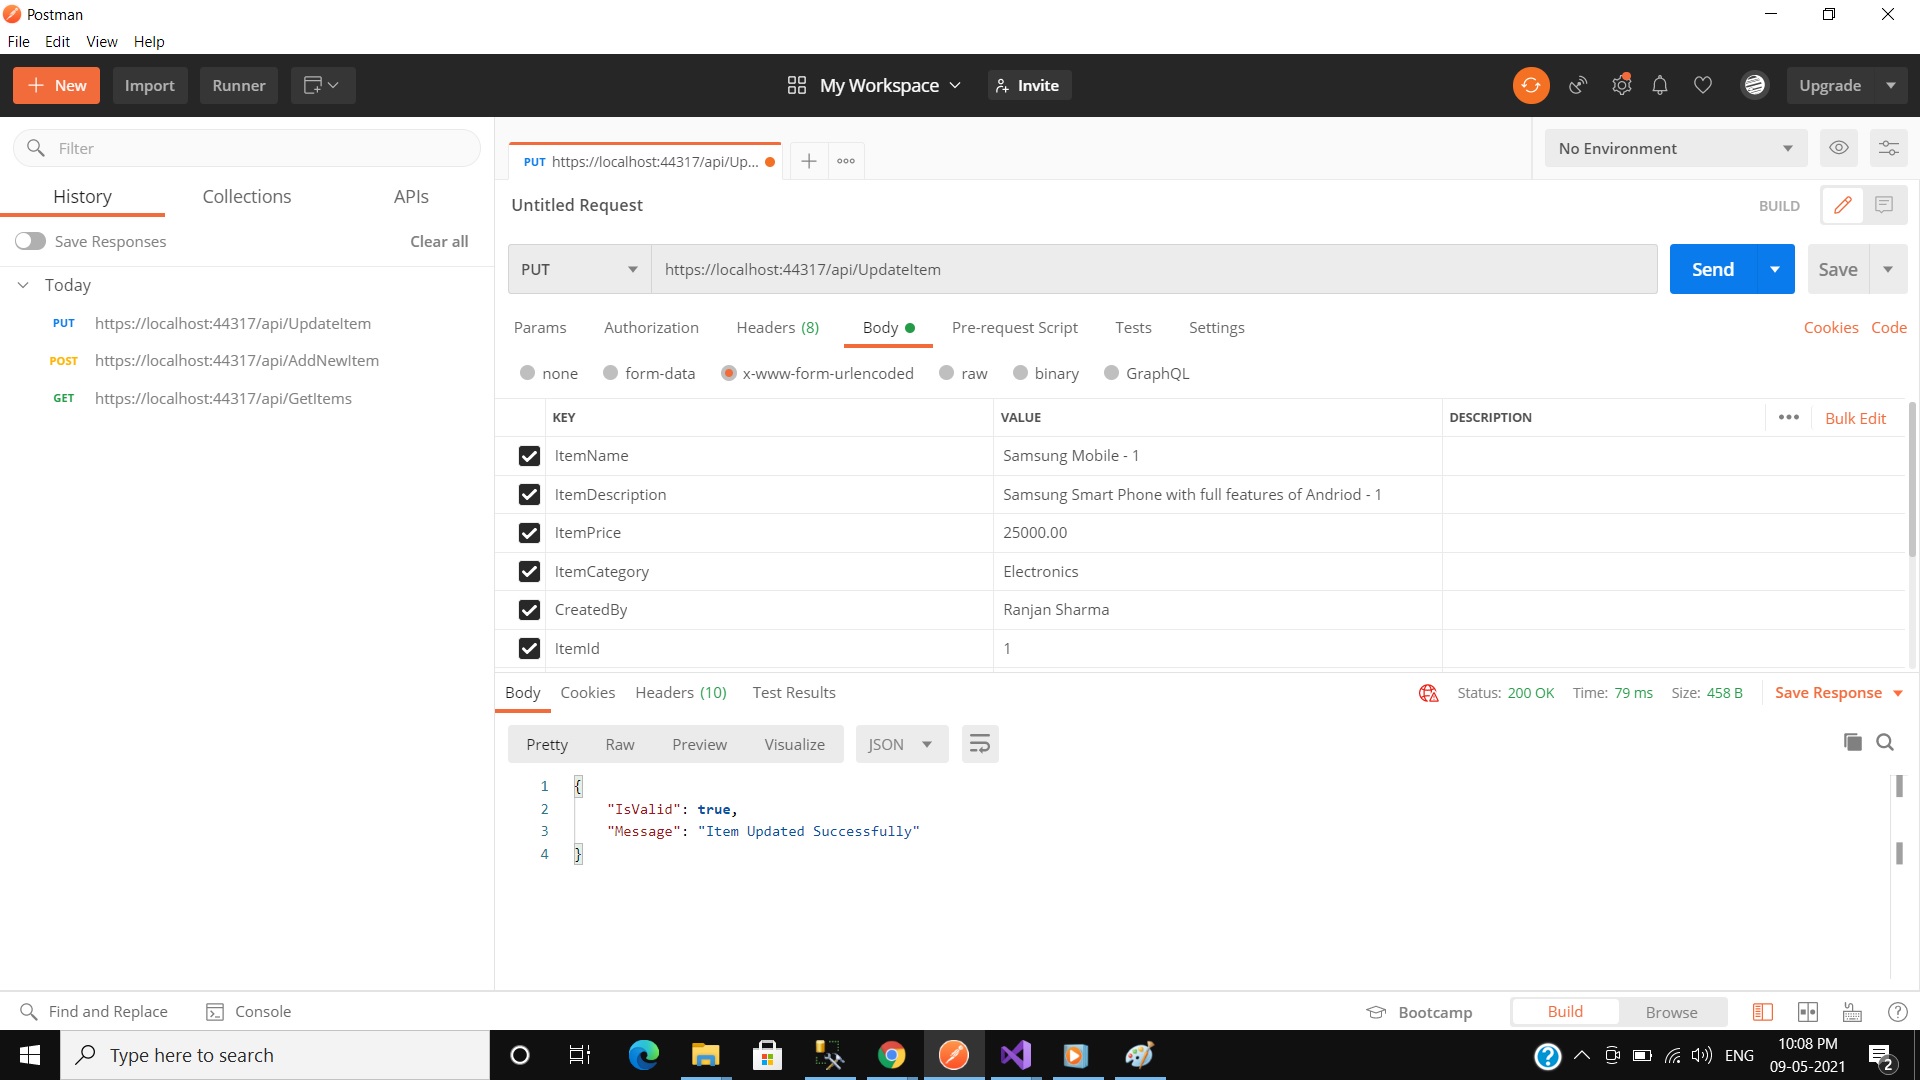 Postman
File Edit View Help
New Import Runner My Workspace Invite Upgrade
Filter
History Collections APIs
Save Responses Clear all
Today
PUT https://localhost:44317/api/UpdateItem
POST https://localhost:44317/api/AddNewItem
GET https://localhost:44317/api/GetItems
PUT https://localhost:44317/api/Up...
No Environment
Untitled Request BUILD
PUT https://localhost:44317/api/UpdateItem Send Save
Params Authorization Headers (8) Body Pre-request Script Tests Settings Cookies Code
none form-data x-www-form-urlencoded raw binary GraphQL
KEY VALUE DESCRIPTION Bulk Edit
ItemName Samsung Mobile - 1
ItemDescription Samsung Smart Phone with full features of Andriod - 1
ItemPrice 25000.00
ItemCategory Electronics
CreatedBy Ranjan Sharma
ItemId 1
Body Cookies Headers (10) Test Results Status: 200 OK Time: 79 ms Size: 458 B Save Response
Pretty Raw Preview Visualize JSON
1 {
2 "IsValid": true,
3 "Message": "Item Updated Successfully"
4 }
Find and Replace Console Bootcamp Build Browse
Type here to search
ENG
10:08 PM
09-05-2021
2